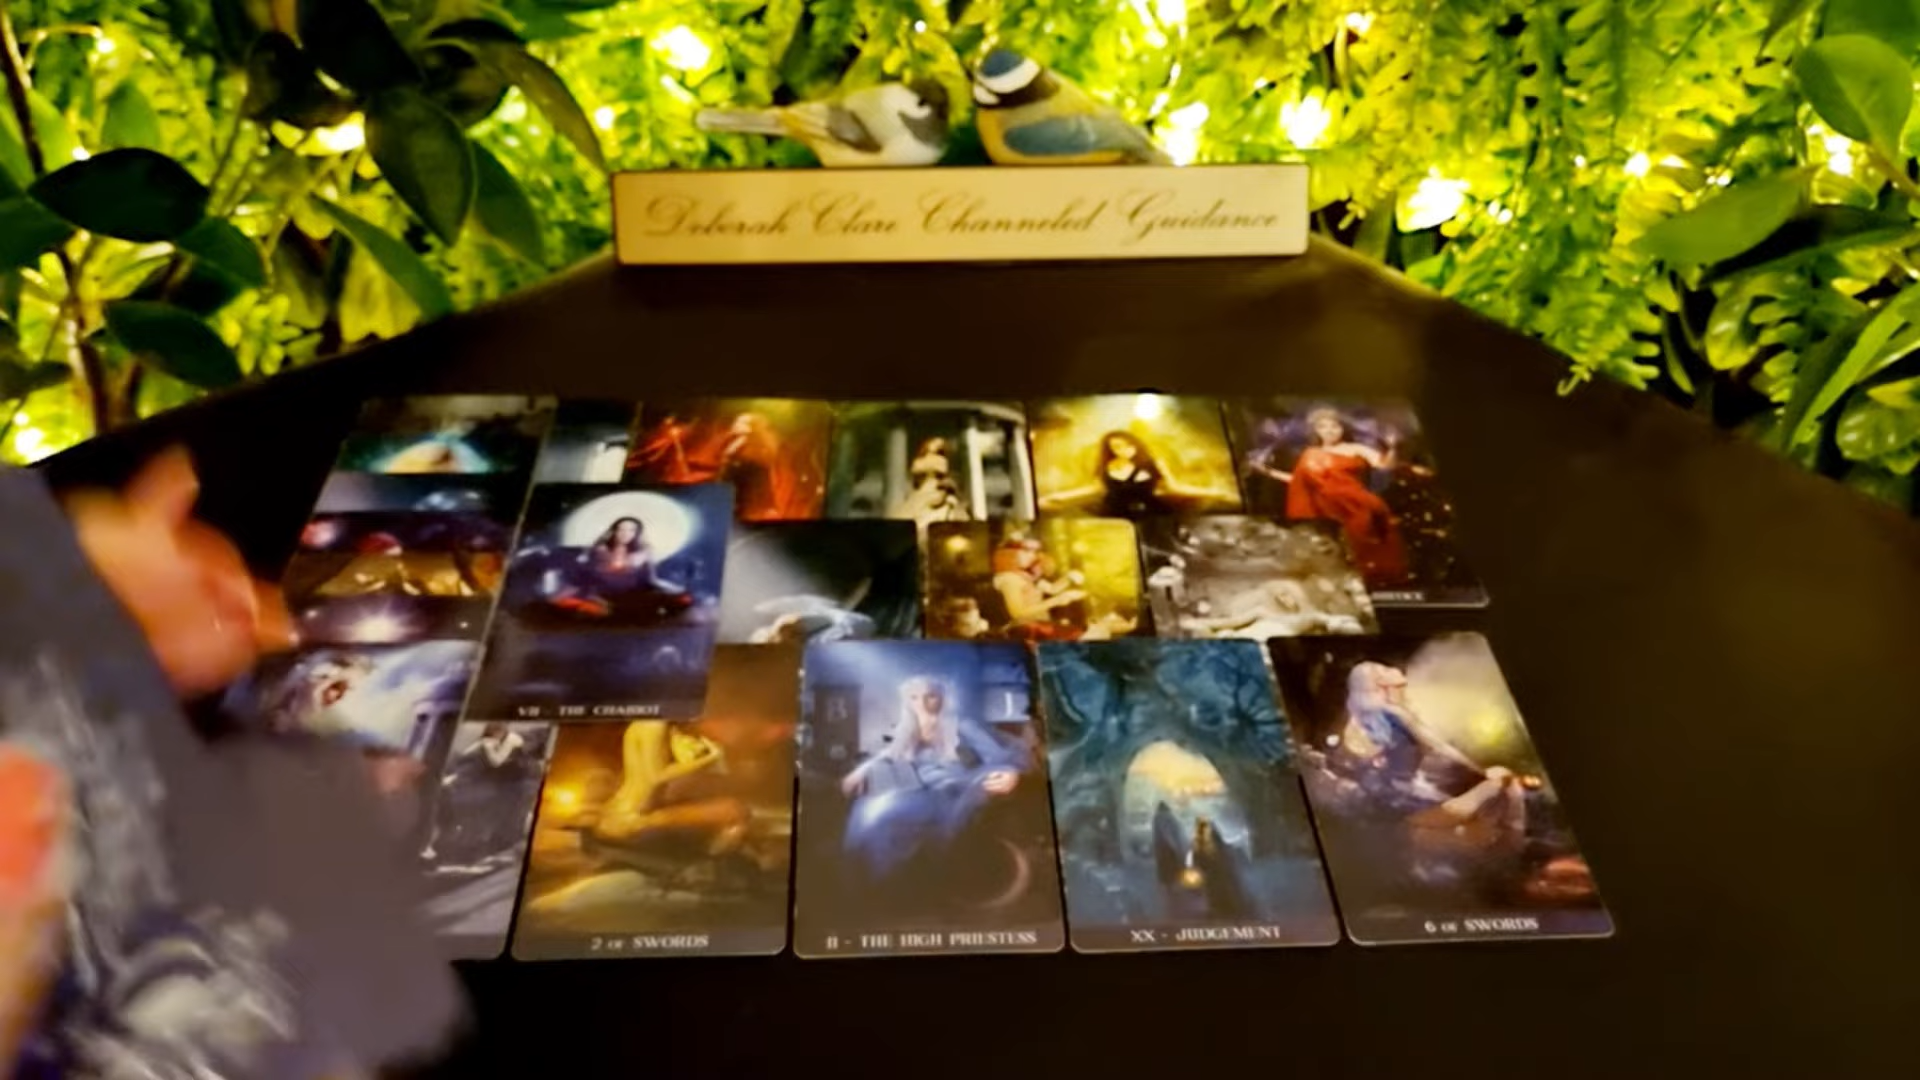 Deborah Clare Channeled Guidance
JUSTICE
VII - THE CHARIOT
2 OF SWORDS
II - THE HIGH PRIESTESS
XX - JUDGEMENT
6 OF SWORDS